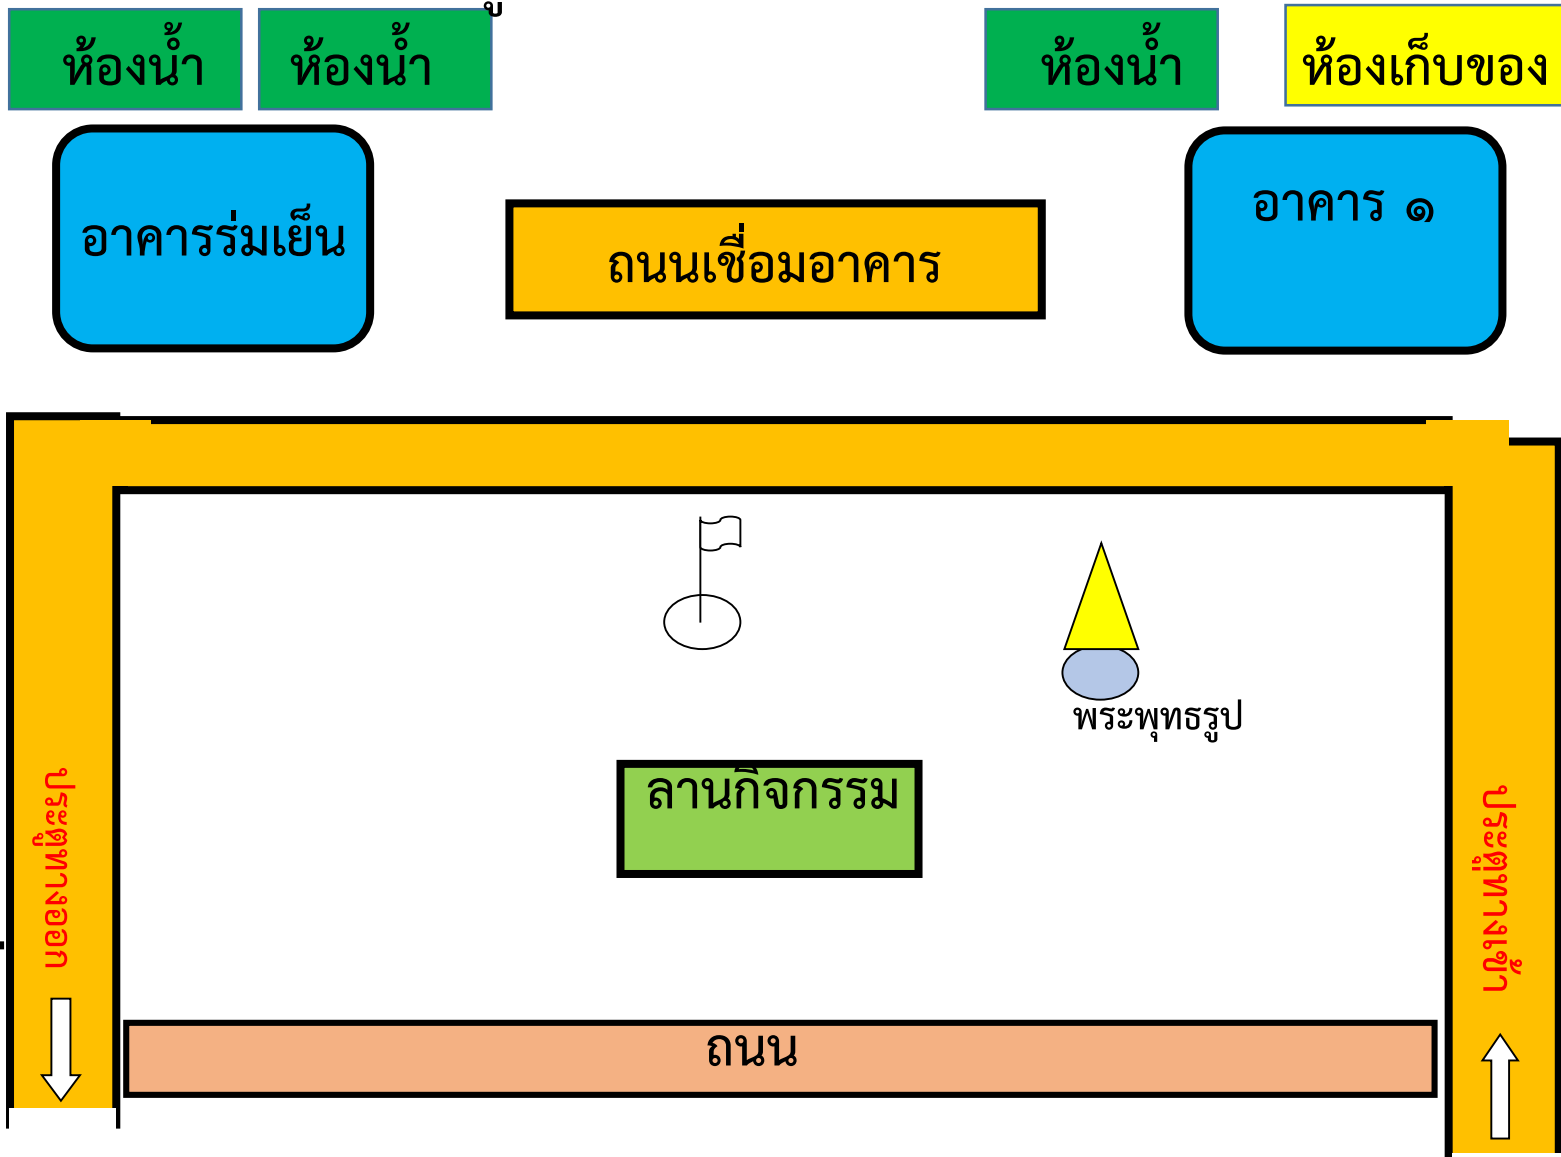 ห้องน้ำ
ห้องน้ำ
ห้องน้ำ
ห้องเก็บของ
อาคารร่มเย็น
ถนนเชื่อมอาคาร
อาคาร ๑
พระพุทธรูป
ลานกิจกรรม
ประตูทางออก
ประตูทางเข้า
ถนน